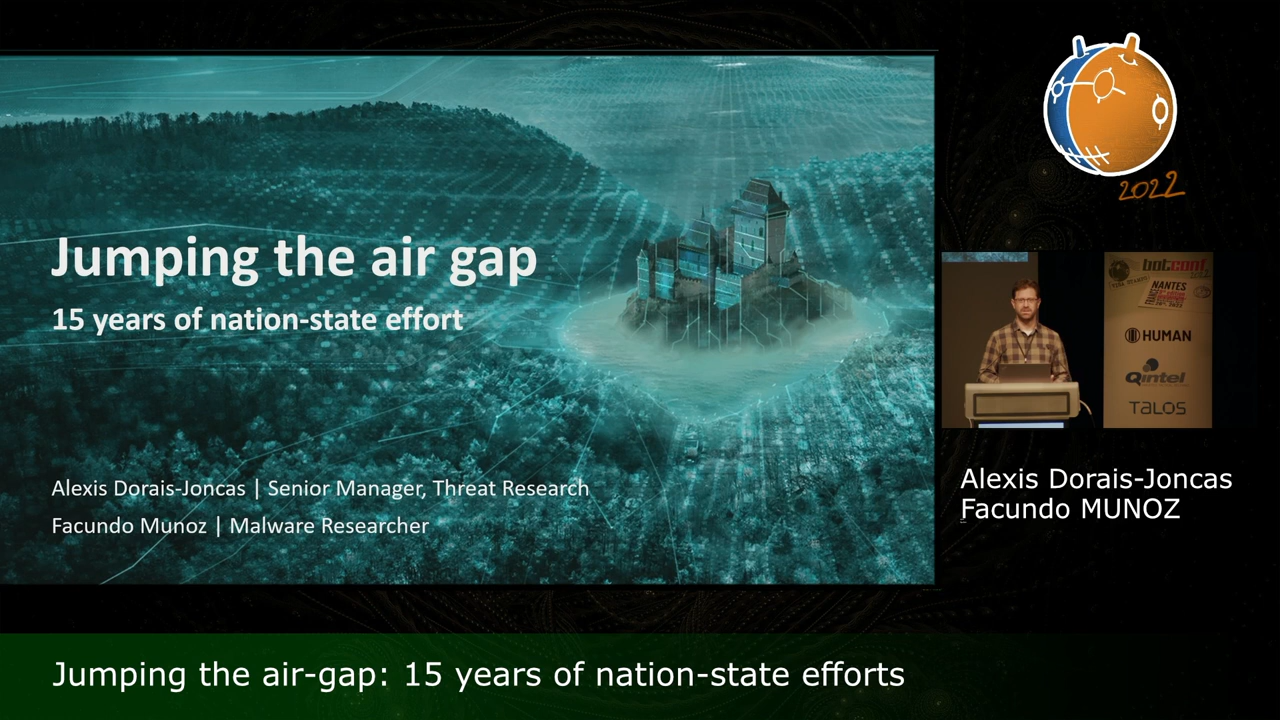 Jumping the air gap
15 years of nation-state effort
Alexis Dorais-Joncas | Senior Manager, Threat Research
Facundo Munoz | Malware Researcher
2022
botconf
NANTES
HUMAN
Qintel
TALOS
Alexis Dorais-Joncas
Facundo MUNOZ
Jumping the air-gap: 15 years of nation-state efforts